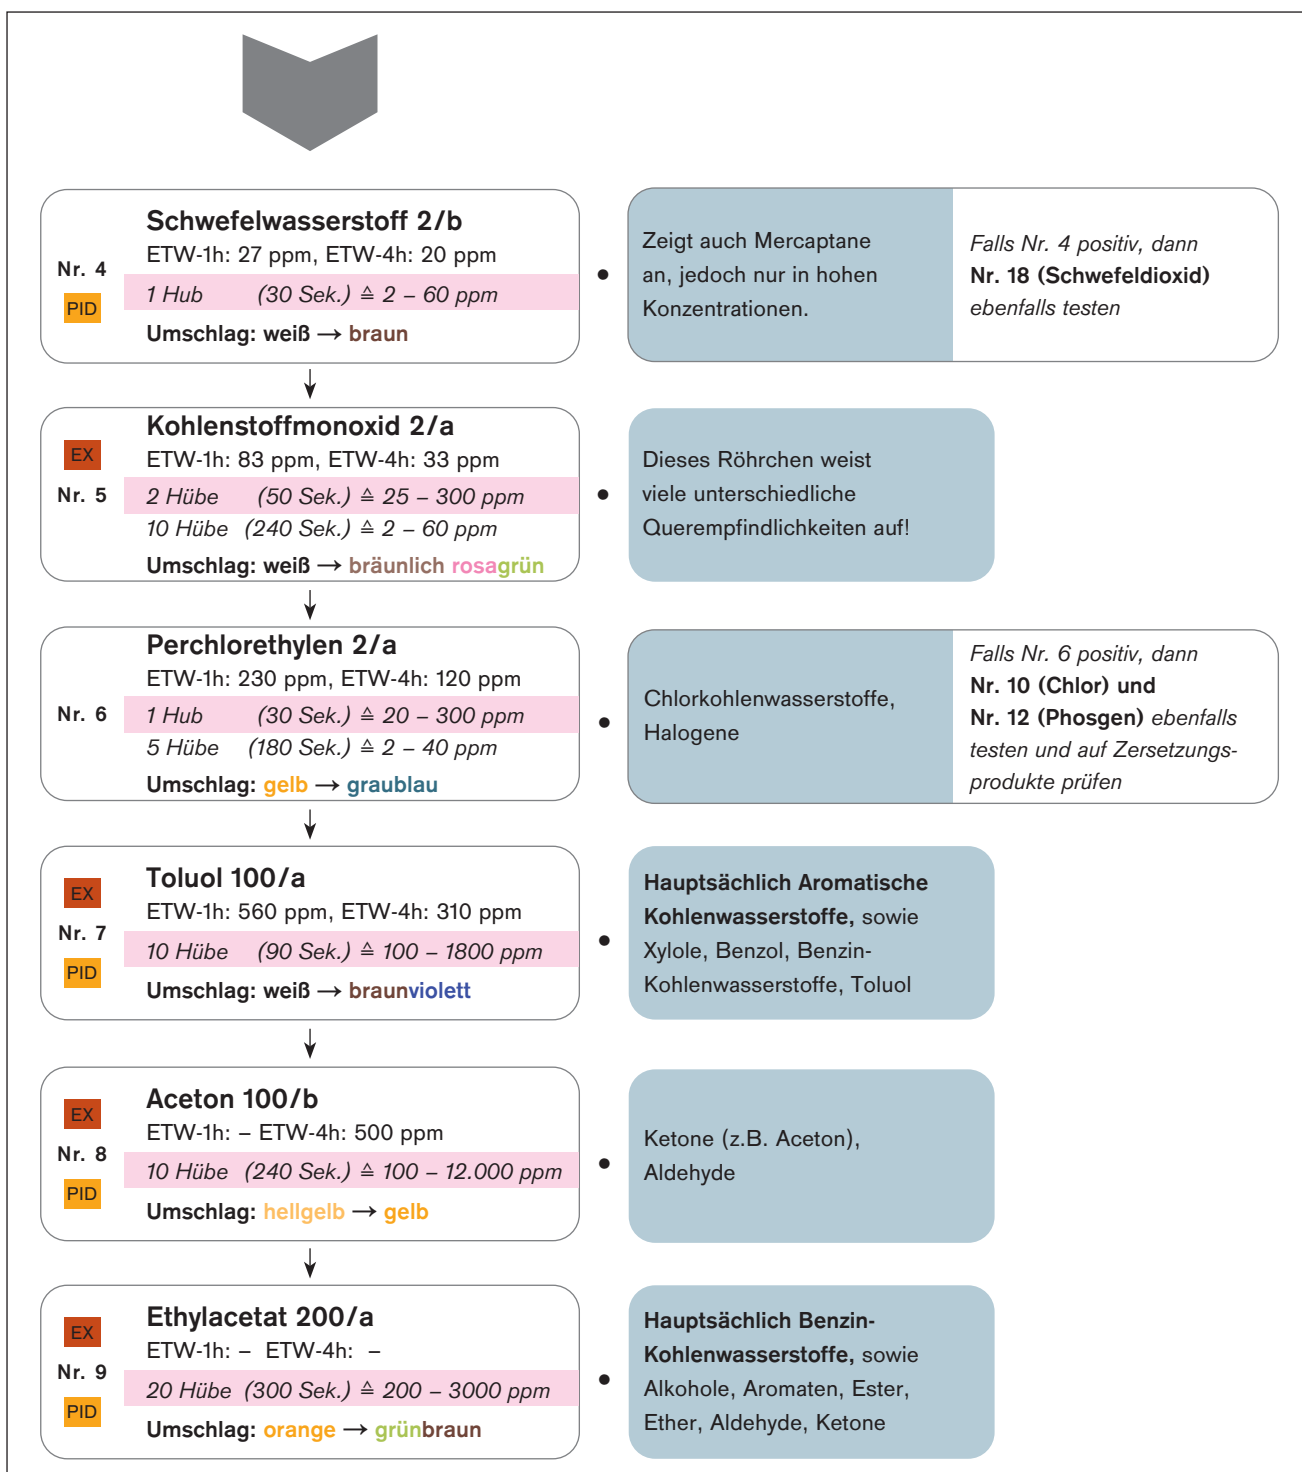 Schwefelwasserstoff 2/b
ETW-1h: 27 ppm, ETW-4h: 20 ppm
Nr. 4
1 Hub (30 Sek.) ≙ 2 – 60 ppm
PID
Umschlag: weiß → braun
Zeigt auch Mercaptane
an, jedoch nur in hohen
Konzentrationen.
Falls Nr. 4 positiv, dann
Nr. 18 (Schwefeldioxid)
ebenfalls testen
Kohlenstoffmonoxid 2/a
EX
ETW-1h: 83 ppm, ETW-4h: 33 ppm
Nr. 5
2 Hübe (50 Sek.) ≙ 25 – 300 ppm
10 Hübe (240 Sek.) ≙ 2 – 60 ppm
Umschlag: weiß → bräunlich rosagrün
Dieses Röhrchen weist
viele unterschiedliche
Querempfindlichkeiten auf!
Perchlorethylen 2/a
ETW-1h: 230 ppm, ETW-4h: 120 ppm
Nr. 6
1 Hub (30 Sek.) ≙ 20 – 300 ppm
5 Hübe (180 Sek.) ≙ 2 – 40 ppm
Umschlag: gelb → graublau
Chlorkohlenwasserstoffe,
Halogene
Falls Nr. 6 positiv, dann
Nr. 10 (Chlor) und
Nr. 12 (Phosgen) ebenfalls
testen und auf Zersetzungs-
produkte prüfen
Toluol 100/a
EX
ETW-1h: 560 ppm, ETW-4h: 310 ppm
Nr. 7
10 Hübe (90 Sek.) ≙ 100 – 1800 ppm
PID
Umschlag: weiß → braunviolett
Hauptsächlich Aromatische
Kohlenwasserstoffe, sowie
Xylole, Benzol, Benzin-
Kohlenwasserstoffe, Toluol
Aceton 100/b
EX
ETW-1h: – ETW-4h: 500 ppm
Nr. 8
10 Hübe (240 Sek.) ≙ 100 – 12.000 ppm
PID
Umschlag: hellgelb → gelb
Ketone (z.B. Aceton),
Aldehyde
Ethylacetat 200/a
EX
ETW-1h: – ETW-4h: –
Nr. 9
20 Hübe (300 Sek.) ≙ 200 – 3000 ppm
PID
Umschlag: orange → grünbraun
Hauptsächlich Benzin-
Kohlenwasserstoffe, sowie
Alkohole, Aromaten, Ester,
Ether, Aldehyde, Ketone